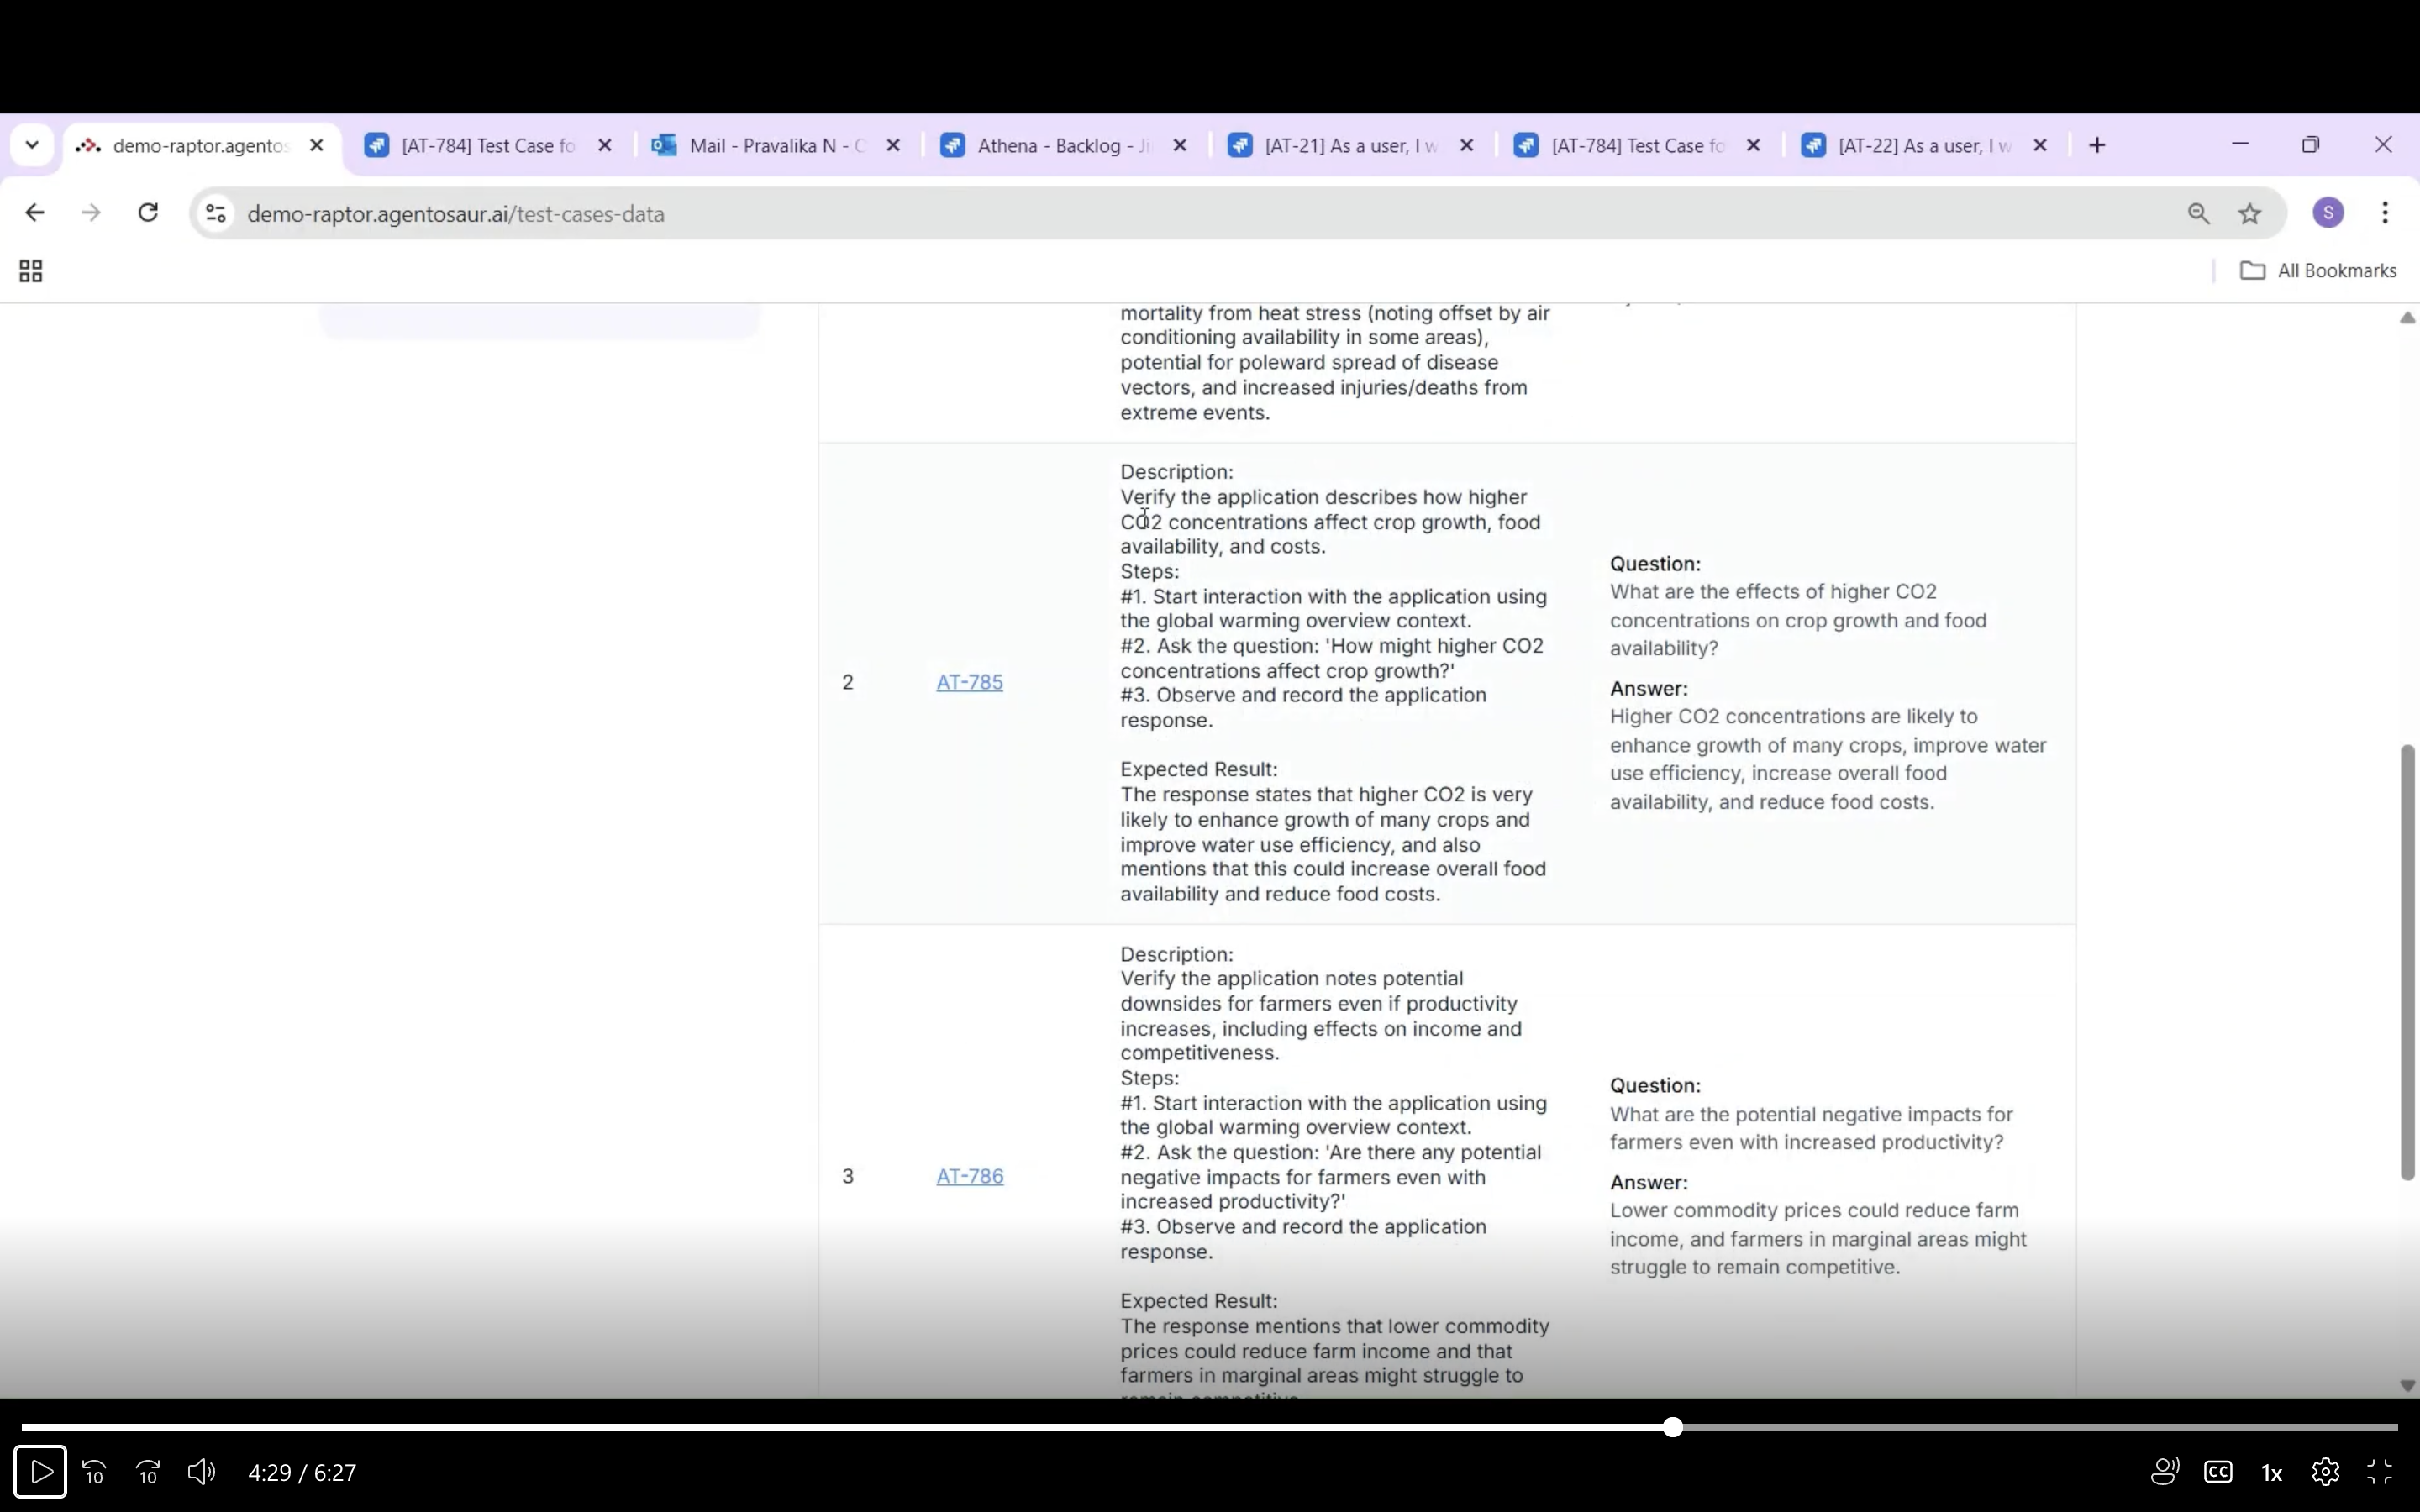 demo-raptor.agentos
[AT-784] Test Case fo
Mail - Pravalika N - C
Athena - Backlog - Ji
[AT-21] As a user, I w
[AT-784] Test Case fo
[AT-22] As a user, I w
demo-raptor.agentosaur.ai/test-cases-data
S
All Bookmarks
mortality from heat stress (noting offset by air
conditioning availability in some areas),
potential for poleward spread of disease
vectors, and increased injuries/deaths from
extreme events.
2
AT-785
Description:
Verify the application describes how higher
CO2 concentrations affect crop growth, food
availability, and costs.
Steps:
#1. Start interaction with the application using
the global warming overview context.
#2. Ask the question: 'How might higher CO2
concentrations affect crop growth?'
#3. Observe and record the application
response.
Expected Result:
The response states that higher CO2 is very
likely to enhance growth of many crops and
improve water use efficiency, and also
mentions that this could increase overall food
availability and reduce food costs.
Question:
What are the effects of higher CO2
concentrations on crop growth and food
availability?
Answer:
Higher CO2 concentrations are likely to
enhance growth of many crops, improve water
use efficiency, increase overall food
availability, and reduce food costs.
3
AT-786
Description:
Verify the application notes potential
downsides for farmers even if productivity
increases, including effects on income and
competitiveness.
Steps:
#1. Start interaction with the application using
the global warming overview context.
#2. Ask the question: 'Are there any potential
negative impacts for farmers even with
increased productivity?'
#3. Observe and record the application
response.
Expected Result:
The response mentions that lower commodity
prices could reduce farm income and that
farmers in marginal areas might struggle to
Question:
What are the potential negative impacts for
farmers even with increased productivity?
Answer:
Lower commodity prices could reduce farm
income, and farmers in marginal areas might
struggle to remain competitive.
10
10
4:29 / 6:27
CC
1x